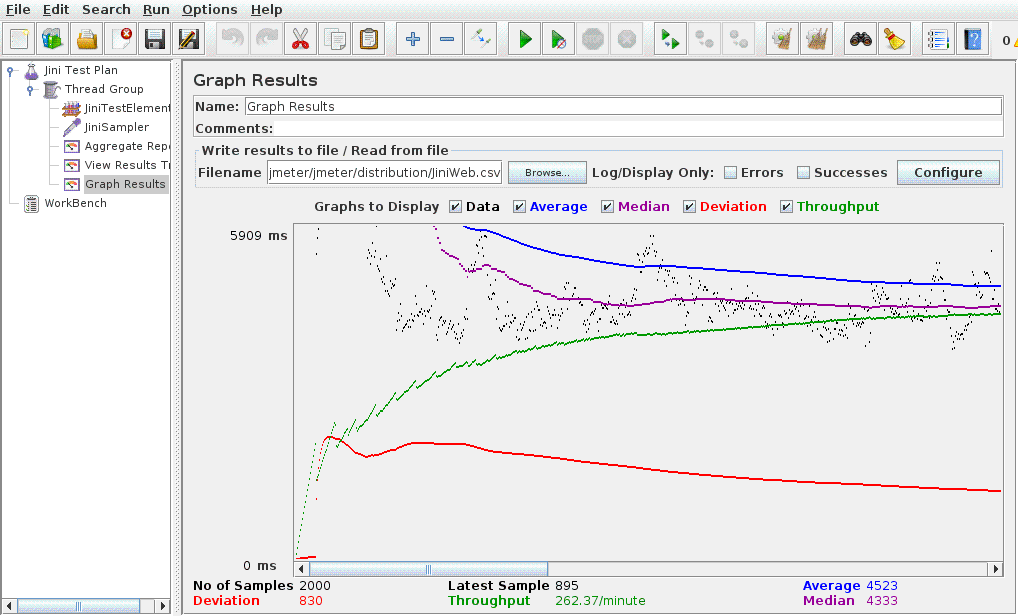 File Edit Search Run Options Help
0
Jini Test Plan
Thread Group
JiniTestElement
JiniSampler
Aggregate Repo
View Results T
Graph Results
WorkBench
Graph Results
Name: Graph Results
Comments:
Write results to file / Read from file
Filename jmeter/jmeter/distribution/JiniWeb.csv Browse... Log/Display Only: Errors Successes Configure
Graphs to Display Data Average Median Deviation Throughput
5909 ms
0 ms
No of Samples 2000 Latest Sample 895 Average 4523
Deviation 830 Throughput 262.37/minute Median 4333